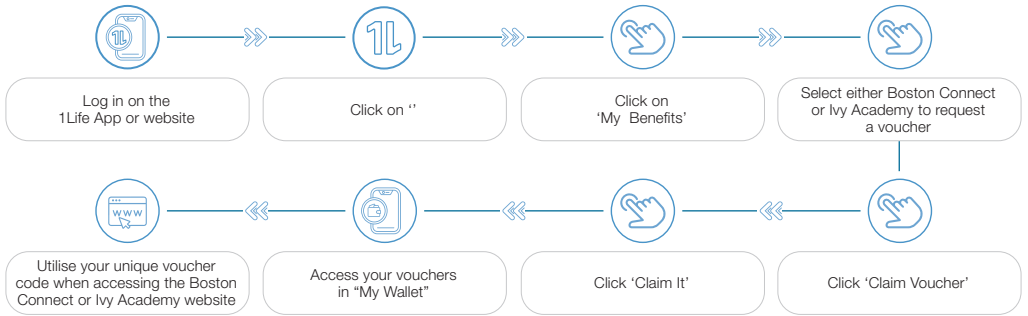 Log in on the
1Life App or website
Click on ‘’
Click on
‘My Benefits’
Select either Boston Connect
or Ivy Academy to request
a voucher
Click ‘Claim Voucher’
Click ‘Claim It’
Access your vouchers
in “My Wallet”
www
Utilise your unique voucher
code when accessing the Boston
Connect or Ivy Academy website